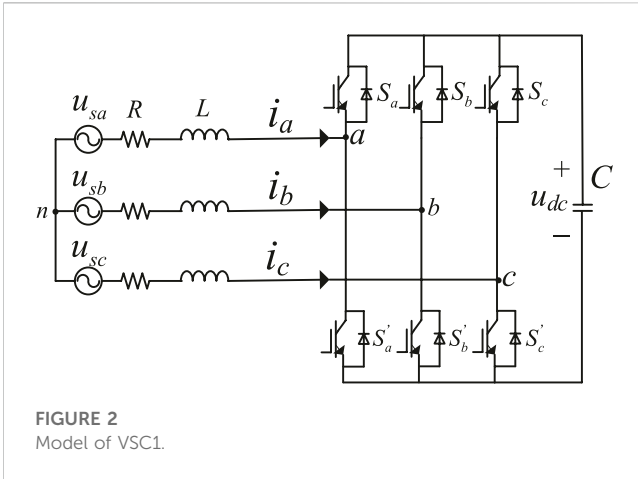 u_sa R L i_a a S_a S_b S_c
n u_sb i_b b + u_dc − C
u_sc i_c c
S'_a S'_b S'_c
FIGURE 2
Model of VSC1.